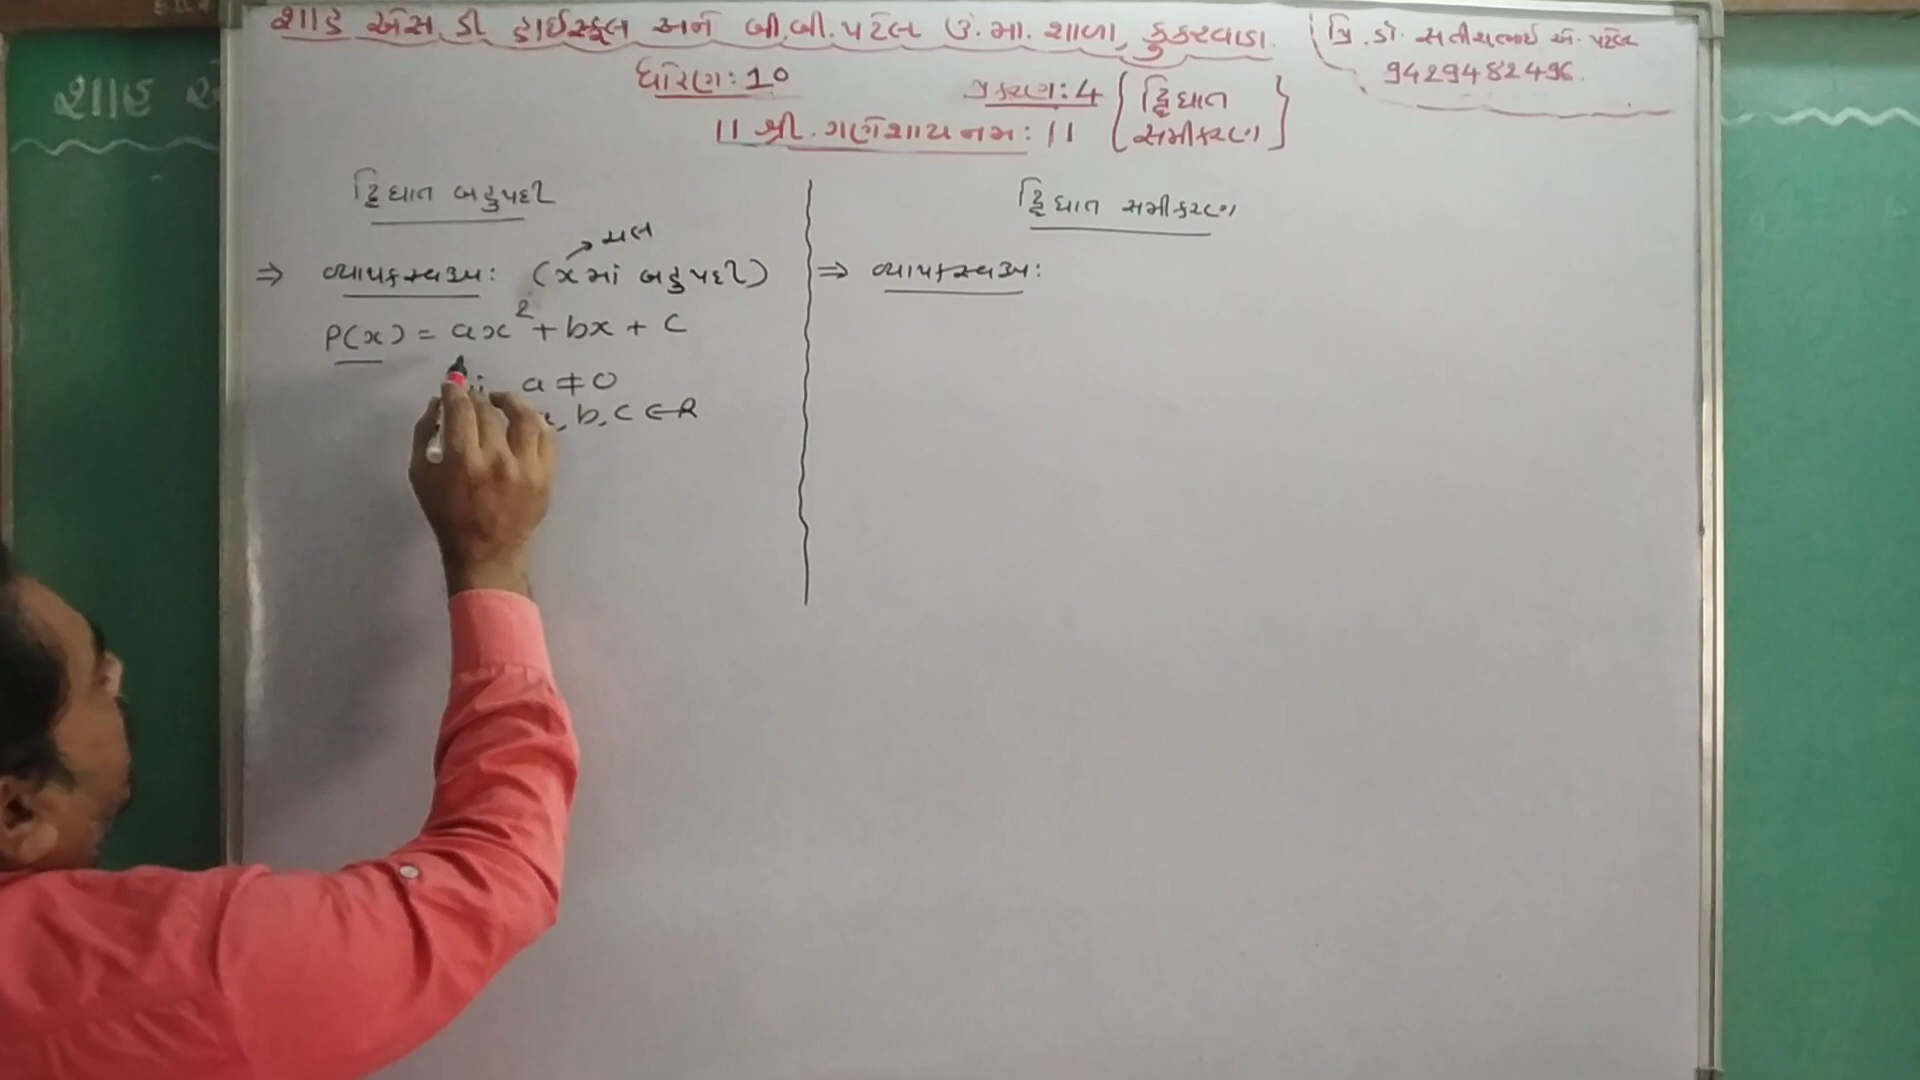 શાહ એસ.ડી હાઈસ્કૂલ અને બી.બી.પટેલ ઉ.મા. શાળા, કુકરવાડા.
પ્રિ. ડૉ. સતીષભાઈ એ. પટેલ
9429482496.
ધોરણ: 10
પ્રકરણ: 4 { દ્વિઘાત સમીકરણ }
|| શ્રી. ગણેશાય નમ: ||
શાહ
દ્વિઘાત બહુપદી
ચલ
⇒ વ્યાપકસ્વરૂપ: (x માં બહુપદી)
P(x) = ax² + bx + c
a ≠ 0
b, c ∈ R
દ્વિઘાત સમીકરણ
⇒ વ્યાપકસ્વરૂપ: